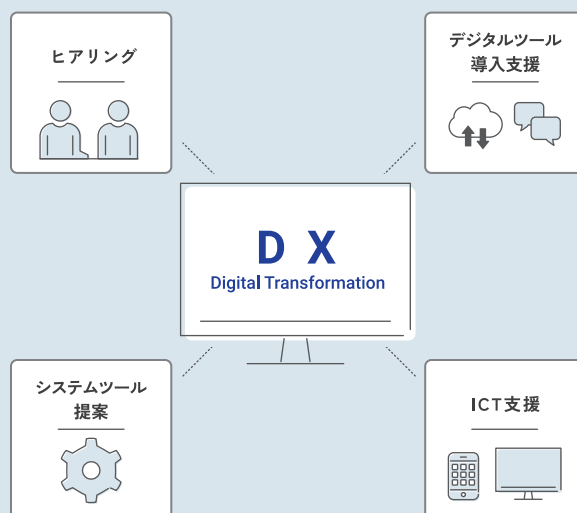 ヒアリング
デジタルツール
導入支援
D X
Digital Transformation
システムツール
提案
ICT支援